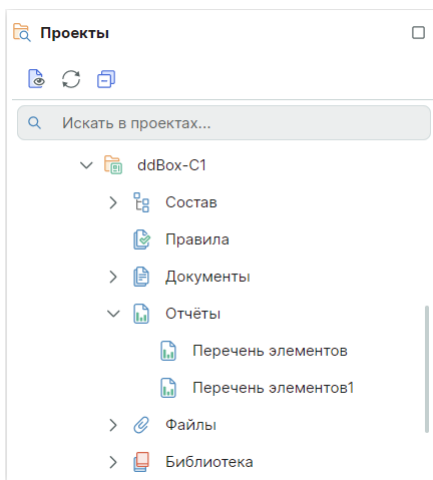 Проекты
Искать в проектах...
ddBox-C1
Состав
Правила
Документы
Отчёты
Перечень элементов
Перечень элементов1
Файлы
Библиотека